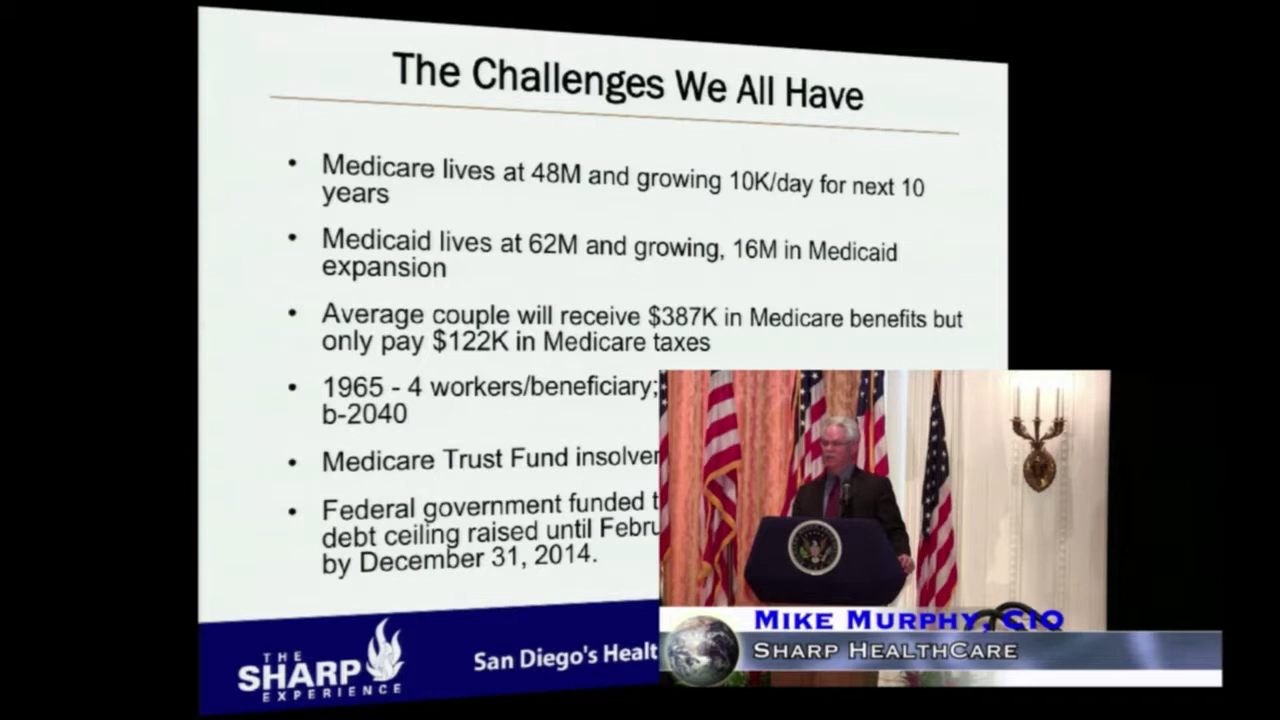 The Challenges We All Have
• Medicare lives at 48M and growing 10K/day for next 10
years
• Medicaid lives at 62M and growing, 16M in Medicaid
expansion
• Average couple will receive $387K in Medicare benefits but
only pay $122K in Medicare taxes
• 1965 - 4 workers/beneficiary;
b-2040
• Medicare Trust Fund
• Federal government funded
debt ceiling raised until
by December 31, 2014.
THE
SHARP
EXPERIENCE
San Diego's
MIKE MURPHY, CIO
SHARP HEALTHCARE